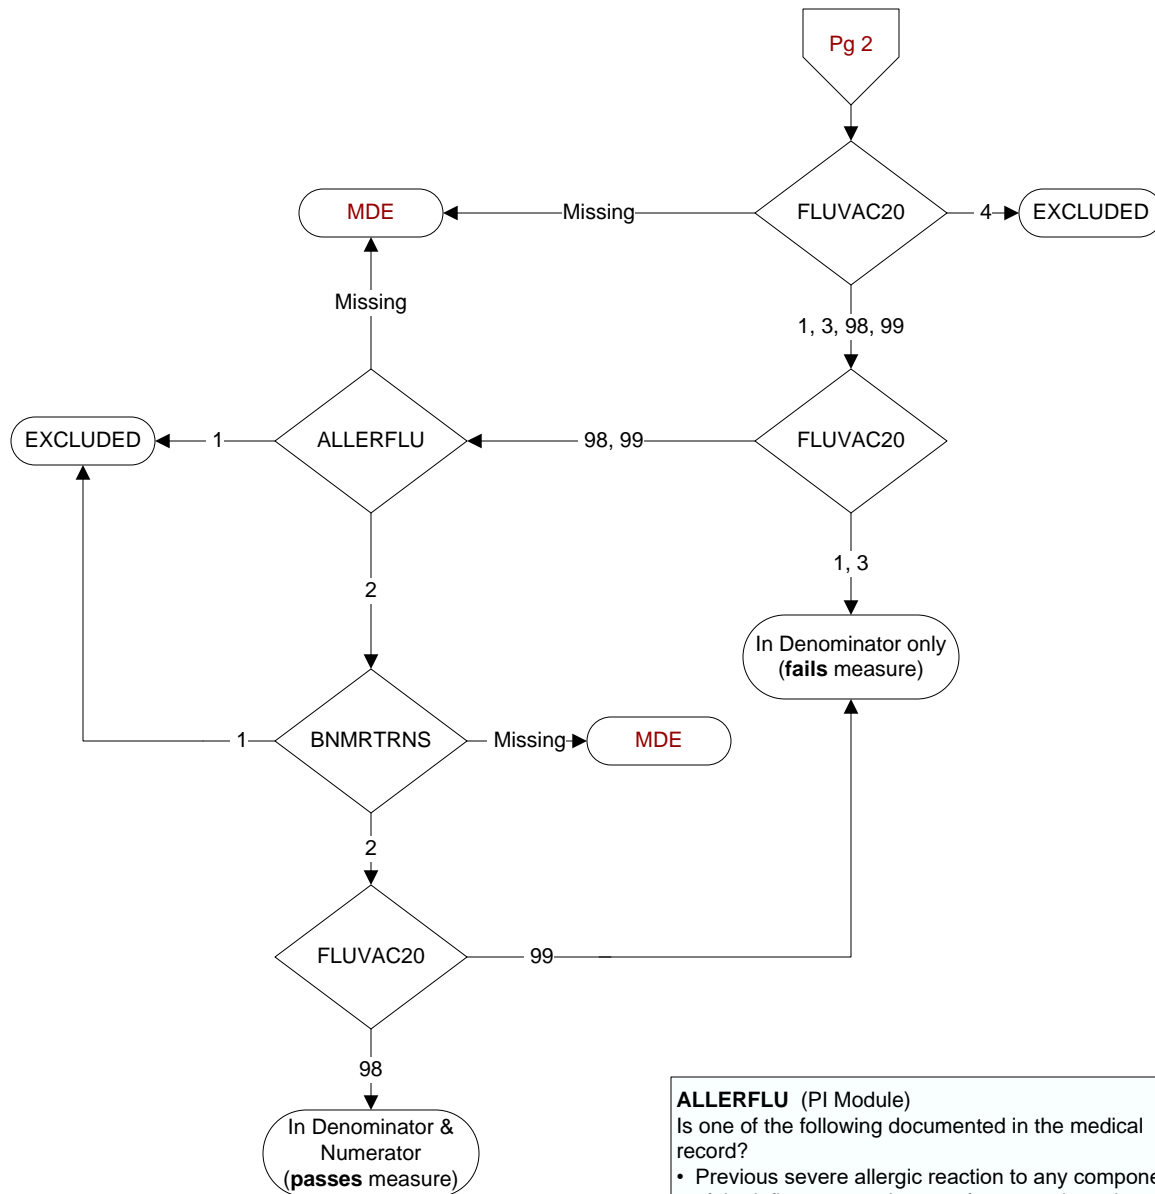 Pg 2
FLUVAC20
4
EXCLUDED
Missing
MDE
Missing
1, 3, 98, 99
FLUVAC20
98, 99
ALLERFLU
1
EXCLUDED
2
1, 3
In Denominator only
(fails measure)
BNMRTRNS
Missing
MDE
1
2
FLUVAC20
99
98
In Denominator &
Numerator
(passes measure)
ALLERFLU (PI Module)
Is one of the following documented in the medical
record?
• Previous severe allergic reaction to any compone